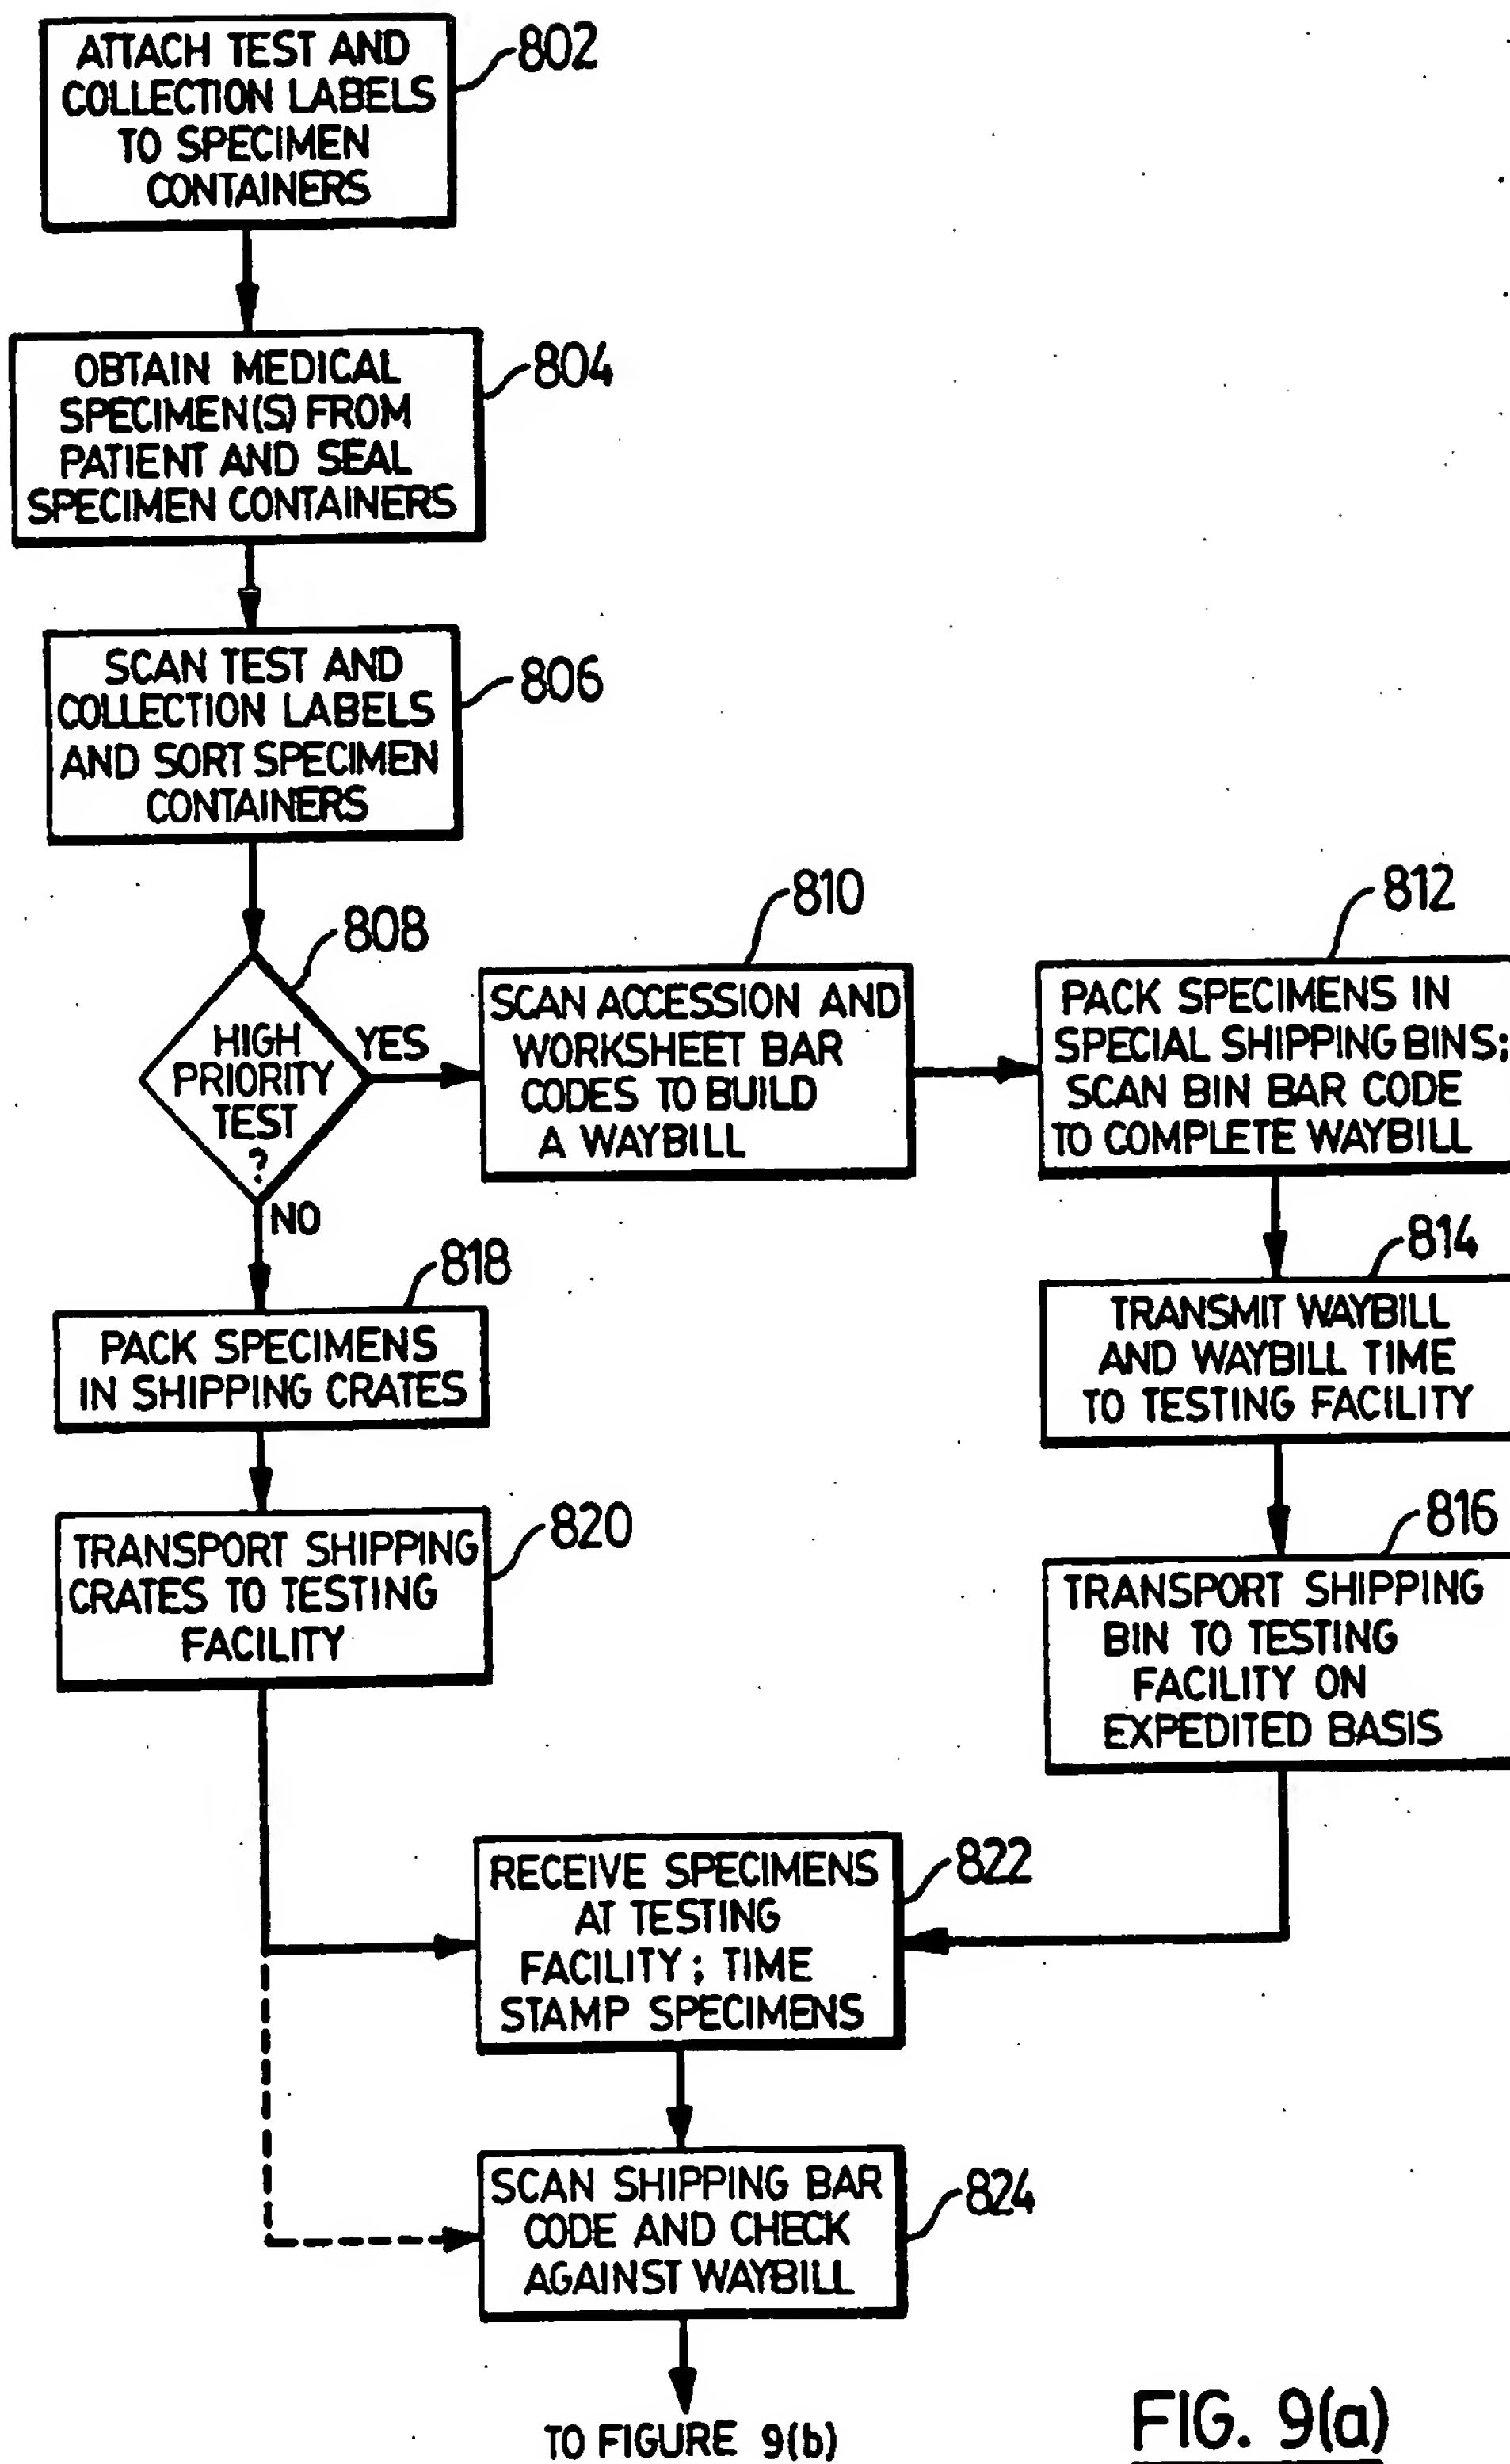 ATTACH TEST AND
COLLECTION LABELS
TO SPECIMEN
CONTAINERS
802
OBTAIN MEDICAL
SPECIMEN(S) FROM
PATIENT AND SEAL
SPECIMEN CONTAINERS
804
SCAN TEST AND
COLLECTION LABELS
AND SORT SPECIMEN
CONTAINERS
806
HIGH
PRIORITY
TEST
?
808
YES
NO
SCAN ACCESSION AND
WORKSHEET BAR
CODES TO BUILD
A WAYBILL
810
PACK SPECIMENS IN
SPECIAL SHIPPING BINS;
SCAN BIN BAR CODE
TO COMPLETE WAYBILL
812
TRANSMIT WAYBILL
AND WAYBILL TIME
TO TESTING FACILITY
814
TRANSPORT SHIPPING
BIN TO TESTING
FACILITY ON
EXPEDITED BASIS
816
PACK SPECIMENS
IN SHIPPING CRATES
818
TRANSPORT SHIPPING
CRATES TO TESTING
FACILITY
820
RECEIVE SPECIMENS
AT TESTING
FACILITY; TIME
STAMP SPECIMENS
822
SCAN SHIPPING BAR
CODE AND CHECK
AGAINST WAYBILL
824
TO FIGURE 9(b)
FIG. 9(a)